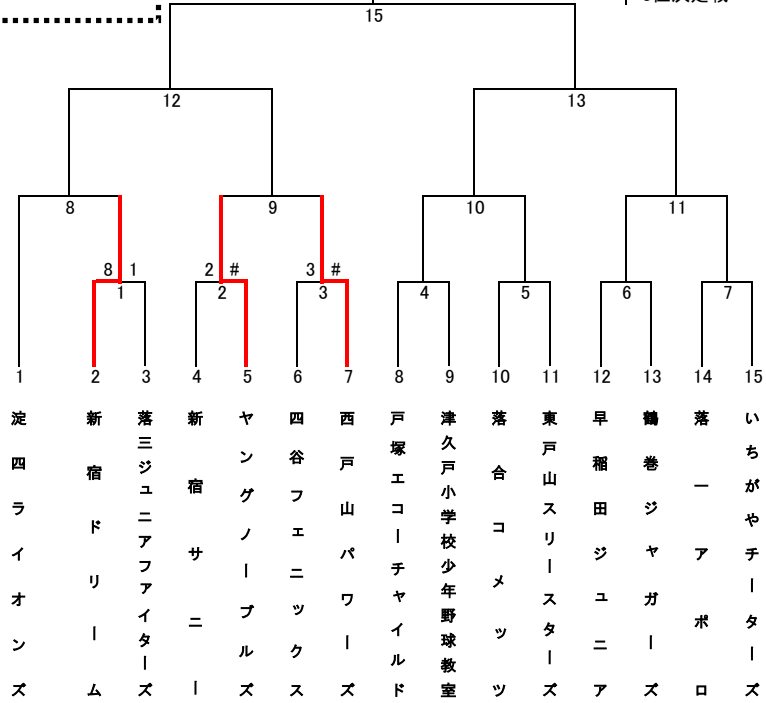 15
12
13
8
9
10
11
8 1
2 #
3 #
1
2
3
4
5
6
7
1
2
3
4
5
6
7
8
9
10
11
12
13
14
15
淀四ライオンズ
新宿ドリーム
落三ジュニアファイターズ
新宿サニー
ヤングノーブルズ
四谷フェニックス
西戸山パワーズ
戸塚エコーチャイルド
津久戸小学校少年野球教室
落合コメッツ
東戸山スリースターズ
早稲田ジュニア
鶴巻ジャガーズ
落一アポロ
いちがやチーターズ